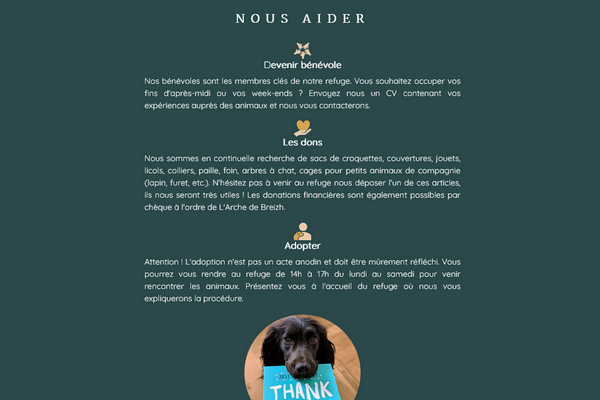 NOUS AIDER
Devenir bénévole
Nos bénévoles sont les membres clés de notre refuge. Vous souhaitez occuper vos
fins d'après-midi ou vos week-ends ? Envoyez nous un CV contenant vos
expériences auprès des animaux et nous vous contacterons.
Les dons
Nous sommes en continuelle recherche de sacs de croquettes, couvertures, jouets,
licols, colliers, paille, foin, arbres à chat, cages pour petits animaux de compagnie
(lapin, furet, etc.). N'hésitez pas à venir au refuge nous déposer l'un de ces articles,
ils nous seront très utiles ! Les donations financières sont également possibles par
chèque à l'ordre de L'Arche de Breizh.
Adopter
Attention ! L'adoption n'est pas un acte anodin et doit être mûrement réfléchi. Vous
pourrez vous rendre au refuge de 14h à 17h du lundi au samedi pour venir
rencontrer les animaux. Présentez vous à l'accueil du refuge où nous vous
expliquerons la procédure.
THANK